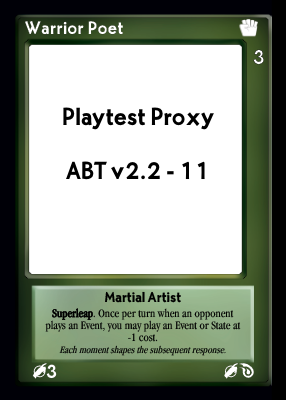 Warrior Poet
3
Playtest Proxy
ABT v2.2 - 11
Martial Artist
Superleap. Once per turn when an opponent
plays an Event, you may play an Event or State at
-1 cost.
Each moment shapes the subsequent response.
3